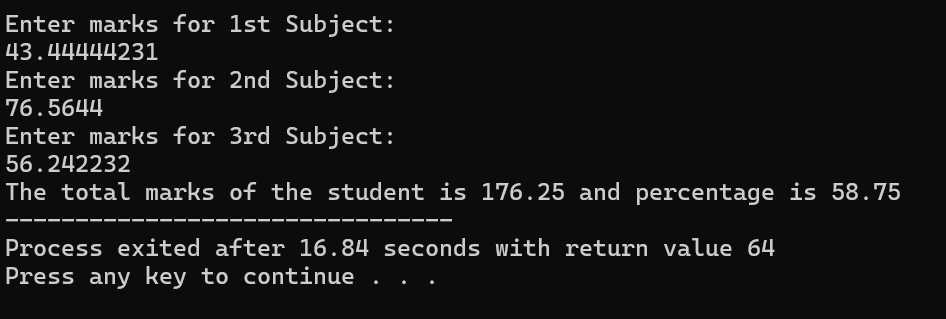 Enter marks for 1st Subject:
43.44444231
Enter marks for 2nd Subject:
76.5644
Enter marks for 3rd Subject:
56.242232
The total marks of the student is 176.25 and percentage is 58.75
--------------------------------
Process exited after 16.84 seconds with return value 64
Press any key to continue . . .